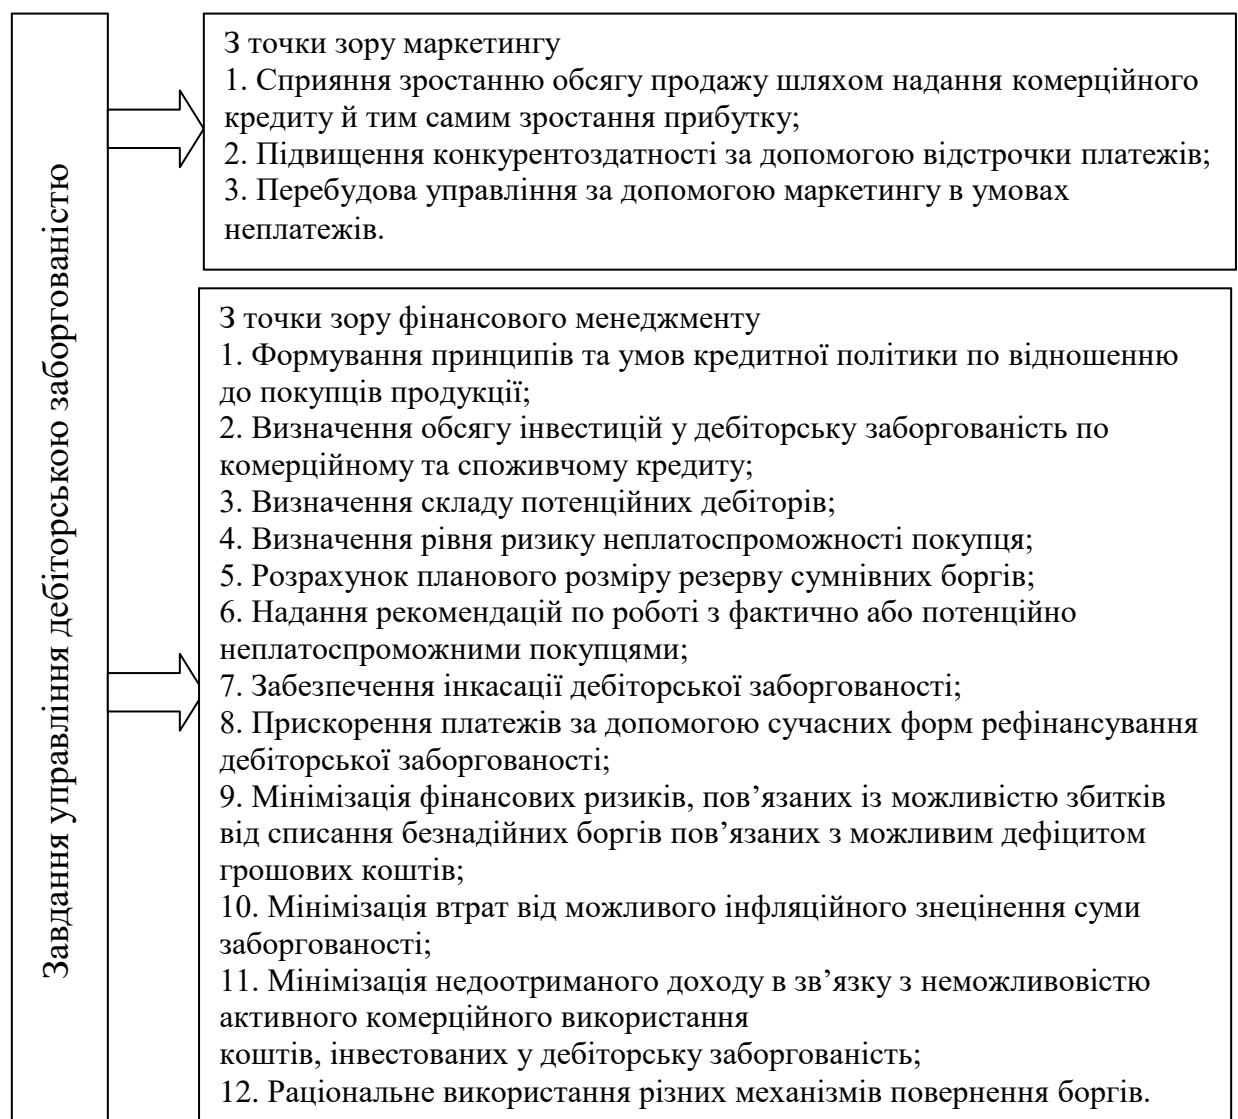 Завдання управління дебіторською заборгованістю
З точки зору маркетингу
1. Сприяння зростанню обсягу продажу шляхом надання комерційного
кредиту й тим самим зростання прибутку;
2. Підвищення конкурентоздатності за допомогою відстрочки платежів;
3. Перебудова управління за допомогою маркетингу в умовах
неплатежів.
З точки зору фінансового менеджменту
1. Формування принципів та умов кредитної політики по відношенню
до покупців продукції;
2. Визначення обсягу інвестицій у дебіторську заборгованість по
комерційному та споживчому кредиту;
3. Визначення складу потенційних дебіторів;
4. Визначення рівня ризику неплатоспроможності покупця;
5. Розрахунок планового розміру резерву сумнівних боргів;
6. Надання рекомендацій по роботі з фактично або потенційно
неплатоспроможними покупцями;
7. Забезпечення інкасації дебіторської заборгованості;
8. Прискорення платежів за допомогою сучасних форм рефінансування
дебіторської заборгованості;
9. Мінімізація фінансових ризиків, пов’язаних із можливістю збитків
від списання безнадійних боргів пов’язаних з можливим дефіцитом
грошових коштів;
10. Мінімізація втрат від можливого інфляційного знецінення суми
заборгованості;
11. Мінімізація недоотриманого доходу в зв’язку з неможливовістю
активного комерційного використання
коштів, інвестованих у дебіторську заборгованість;
12. Раціональне використання різних механізмів повернення боргів.